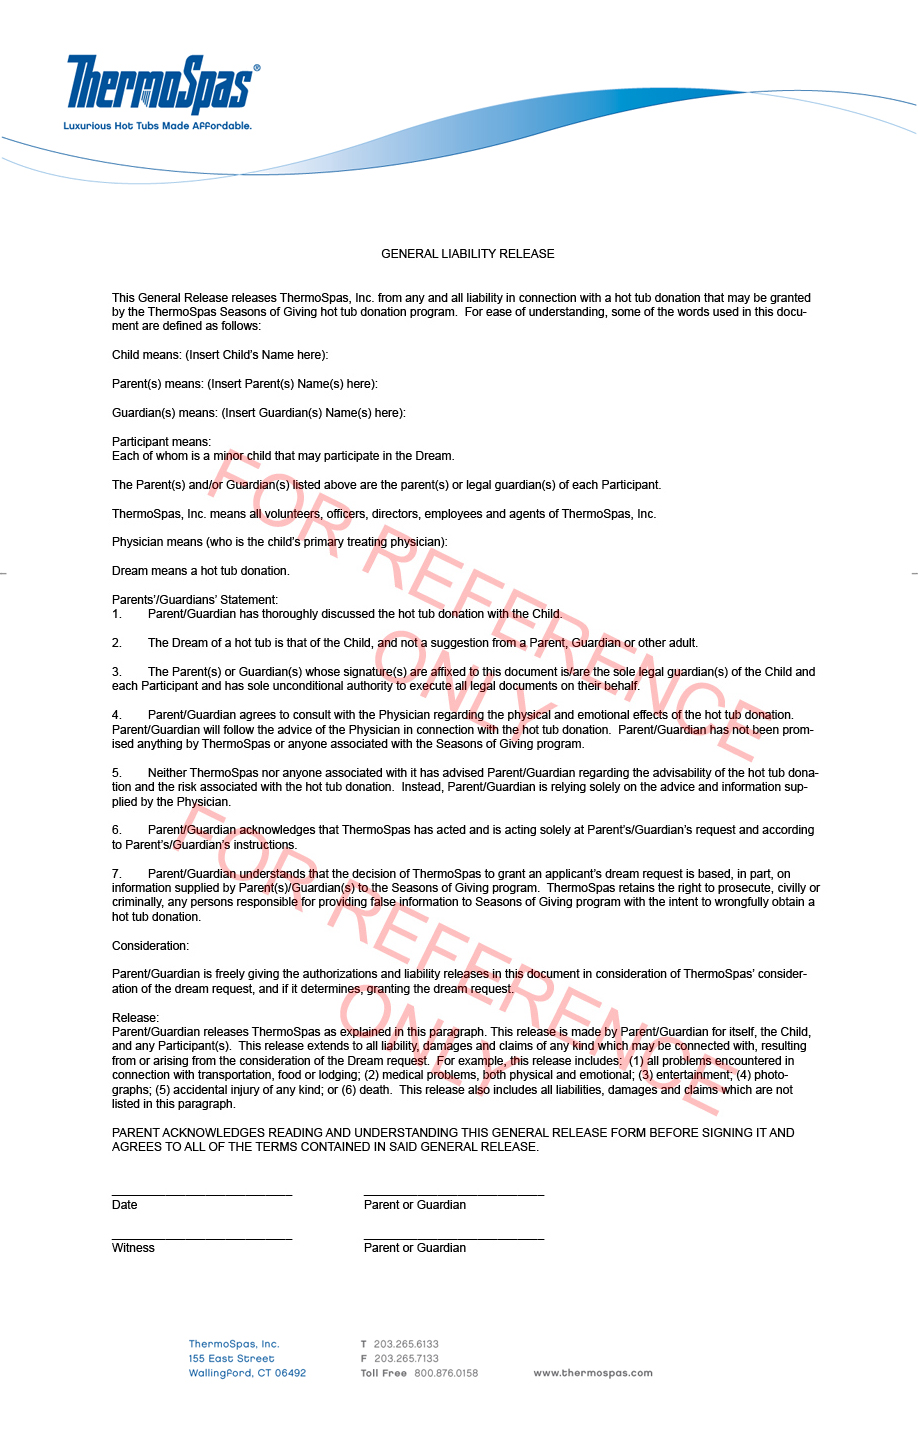 ThermoSpas®
Luxurious Hot Tubs Made Affordable.
GENERAL LIABILITY RELEASE
This General Release releases ThermoSpas, Inc. from any and all liability in connection with a hot tub donation that may be granted
by the ThermoSpas Seasons of Giving hot tub donation program.  For ease of understanding, some of the words used in this docu-
ment are defined as follows:
Child means: (Insert Child's Name here):
Parent(s) means: (Insert Parent(s) Name(s) here):
Guardian(s) means: (Insert Guardian(s) Name(s) here):
Participant means:
Each of whom is a minor child that may participate in the Dream.
The Parent(s) and/or Guardian(s) listed above are the parent(s) or legal guardian(s) of each Participant.
ThermoSpas, Inc. means all volunteers, officers, directors, employees and agents of ThermoSpas, Inc.
Physician means (who is the child's primary treating physician):
Dream means a hot tub donation.
Parents'/Guardians' Statement:
1. Parent/Guardian has thoroughly discussed the hot tub donation with the Child.
2. The Dream of a hot tub is that of the Child, and not a suggestion from a Parent, Guardian or other adult.
3. The Parent(s) or Guardian(s) whose signature(s) are affixed to this document is/are the sole legal guardian(s) of the Child and
each Participant and has sole unconditional authority to execute all legal documents on their behalf.
4. Parent/Guardian agrees to consult with the Physician regarding the physical and emotional effects of the hot tub donation.
Parent/Guardian will follow the advice of the Physician in connection with the hot tub donation.  Parent/Guardian has not been prom-
ised anything by ThermoSpas or anyone associated with the Seasons of Giving program.
5. Neither ThermoSpas nor anyone associated with it has advised Parent/Guardian regarding the advisability of the hot tub dona-
tion and the risk associated with the hot tub donation.  Instead, Parent/Guardian is relying solely on the advice and information sup-
plied by the Physician.
6. Parent/Guardian acknowledges that ThermoSpas has acted and is acting solely at Parent's/Guardian's request and according
to Parent's/Guardian's instructions.
7. Parent/Guardian understands that the decision of ThermoSpas to grant an applicant's dream request is based, in part, on
information supplied by Parent(s)/Guardian(s) to the Seasons of Giving program.  ThermoSpas retains the right to prosecute, civilly or
criminally, any persons responsible for providing false information to Seasons of Giving program with the intent to wrongfully obtain a
hot tub donation.
Consideration:
Parent/Guardian is freely giving the authorizations and liability releases in this document in consideration of ThermoSpas' consider-
ation of the dream request, and if it determines, granting the dream request.
Release:
Parent/Guardian releases ThermoSpas as explained in this paragraph. This release is made by Parent/Guardian for itself, the Child,
and any Participant(s).  This release extends to all liability, damages and claims of any kind which may be connected with, resulting
from or arising from the consideration of the Dream request.  For example, this release includes:  (1) all problems encountered in
connection with transportation, food or lodging; (2) medical problems, both physical and emotional; (3) entertainment; (4) photo-
graphs; (5) accidental injury of any kind; or (6) death.  This release also includes all liabilities, damages and claims which are not
listed in this paragraph.
PARENT ACKNOWLEDGES READING AND UNDERSTANDING THIS GENERAL RELEASE FORM BEFORE SIGNING IT AND
AGREES TO ALL OF THE TERMS CONTAINED IN SAID GENERAL RELEASE.
Date Parent or Guardian
Witness Parent or Guardian
FOR REFERENCE
ONLY
FOR REFERENCE
ONLY
ThermoSpas, Inc. T 203.265.6133
155 East Street F 203.265.7133
Wallingford, CT 06492 Toll Free 800.876.0158 www.thermospas.com